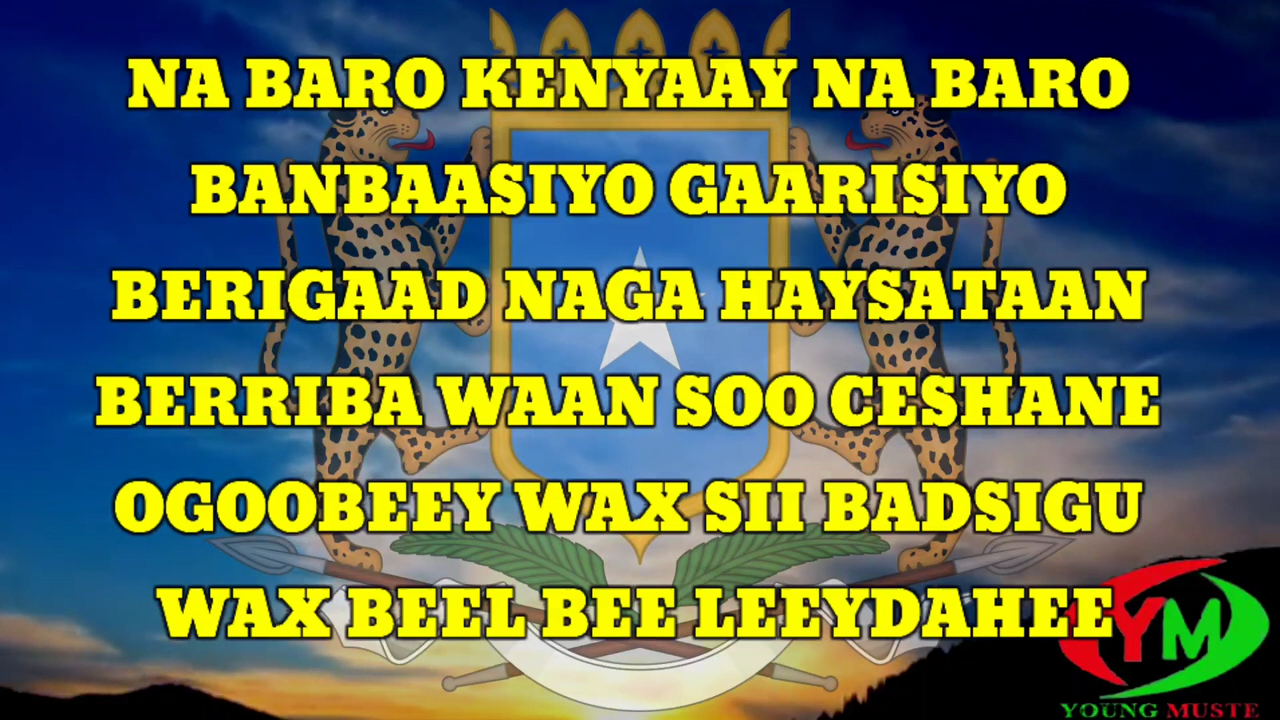 NA BARO KENYAAY NA BARO
BANBAASIYO GAARISIYO
BERIGAAD NAGA HAYSATAAN
BERRIBA WAAN SOO CESHANE
OGOOBEEY WAX SII BADSIGU
WAX BEEL BEE LEEYDAHEE
YM
YOUNG MUSTE